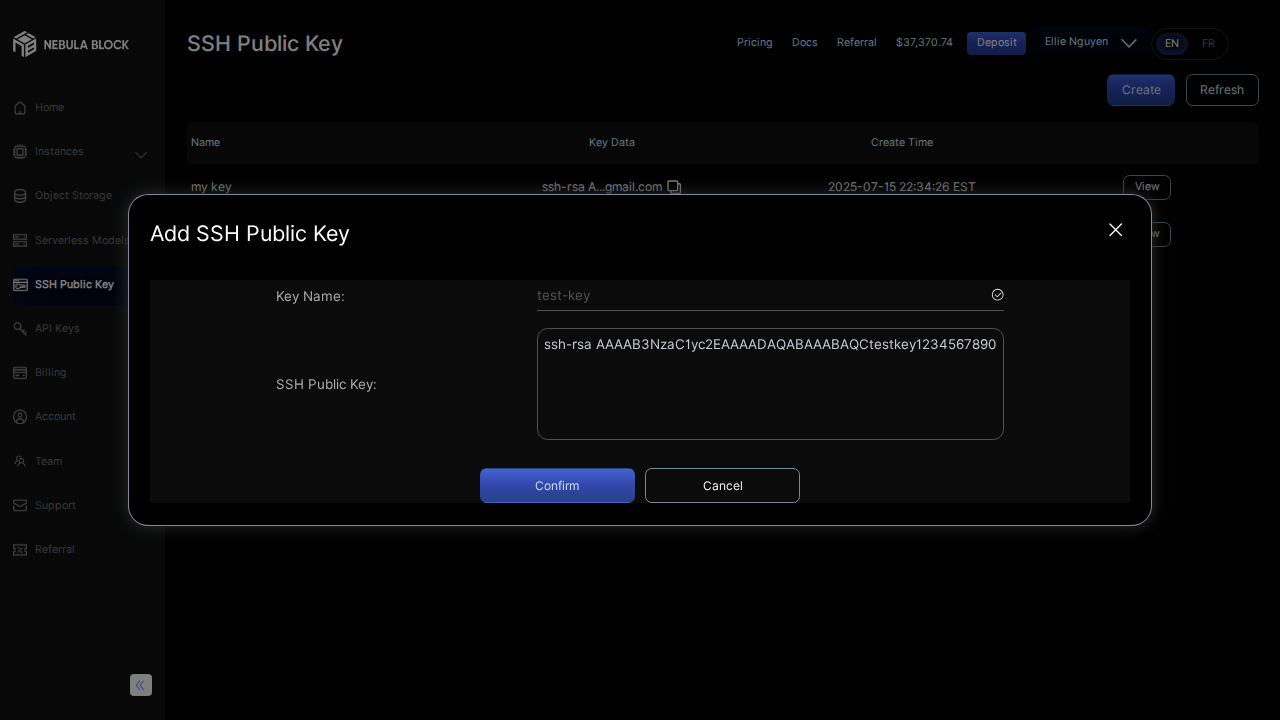 NEBULA BLOCK
SSH Public Key
Pricing
Docs
Referral
$37,370.74
Deposit
Ellie Nguyen
EN
FR
Create
Refresh
Home
Instances
Object Storage
Serverless Models
SSH Public Key
API Keys
Billing
Account
Team
Support
Referral
Name
Key Data
Create Time
my key
ssh-rsa A...gmail.com
2025-07-15 22:34:26 EST
View
Add SSH Public Key
Key Name:
test-key
SSH Public Key:
ssh-rsa AAAAB3NzaC1yc2EAAAADAQABAAABAQCtestkey1234567890
Confirm
Cancel